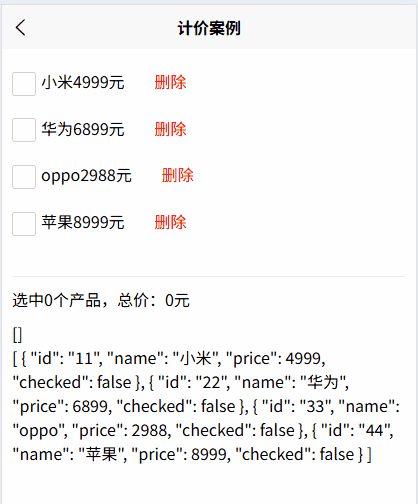 计价案例
小米4999元 删除
华为6899元 删除
oppo2988元 删除
苹果8999元 删除
选中0个产品，总价：0元
[]
[ { "id": "11", "name": "小米", "price": 4999,
"checked": false }, { "id": "22", "name": "华为",
"price": 6899, "checked": false }, { "id": "33", "name":
"oppo", "price": 2988, "checked": false }, { "id": "44",
"name": "苹果", "price": 8999, "checked": false } ]